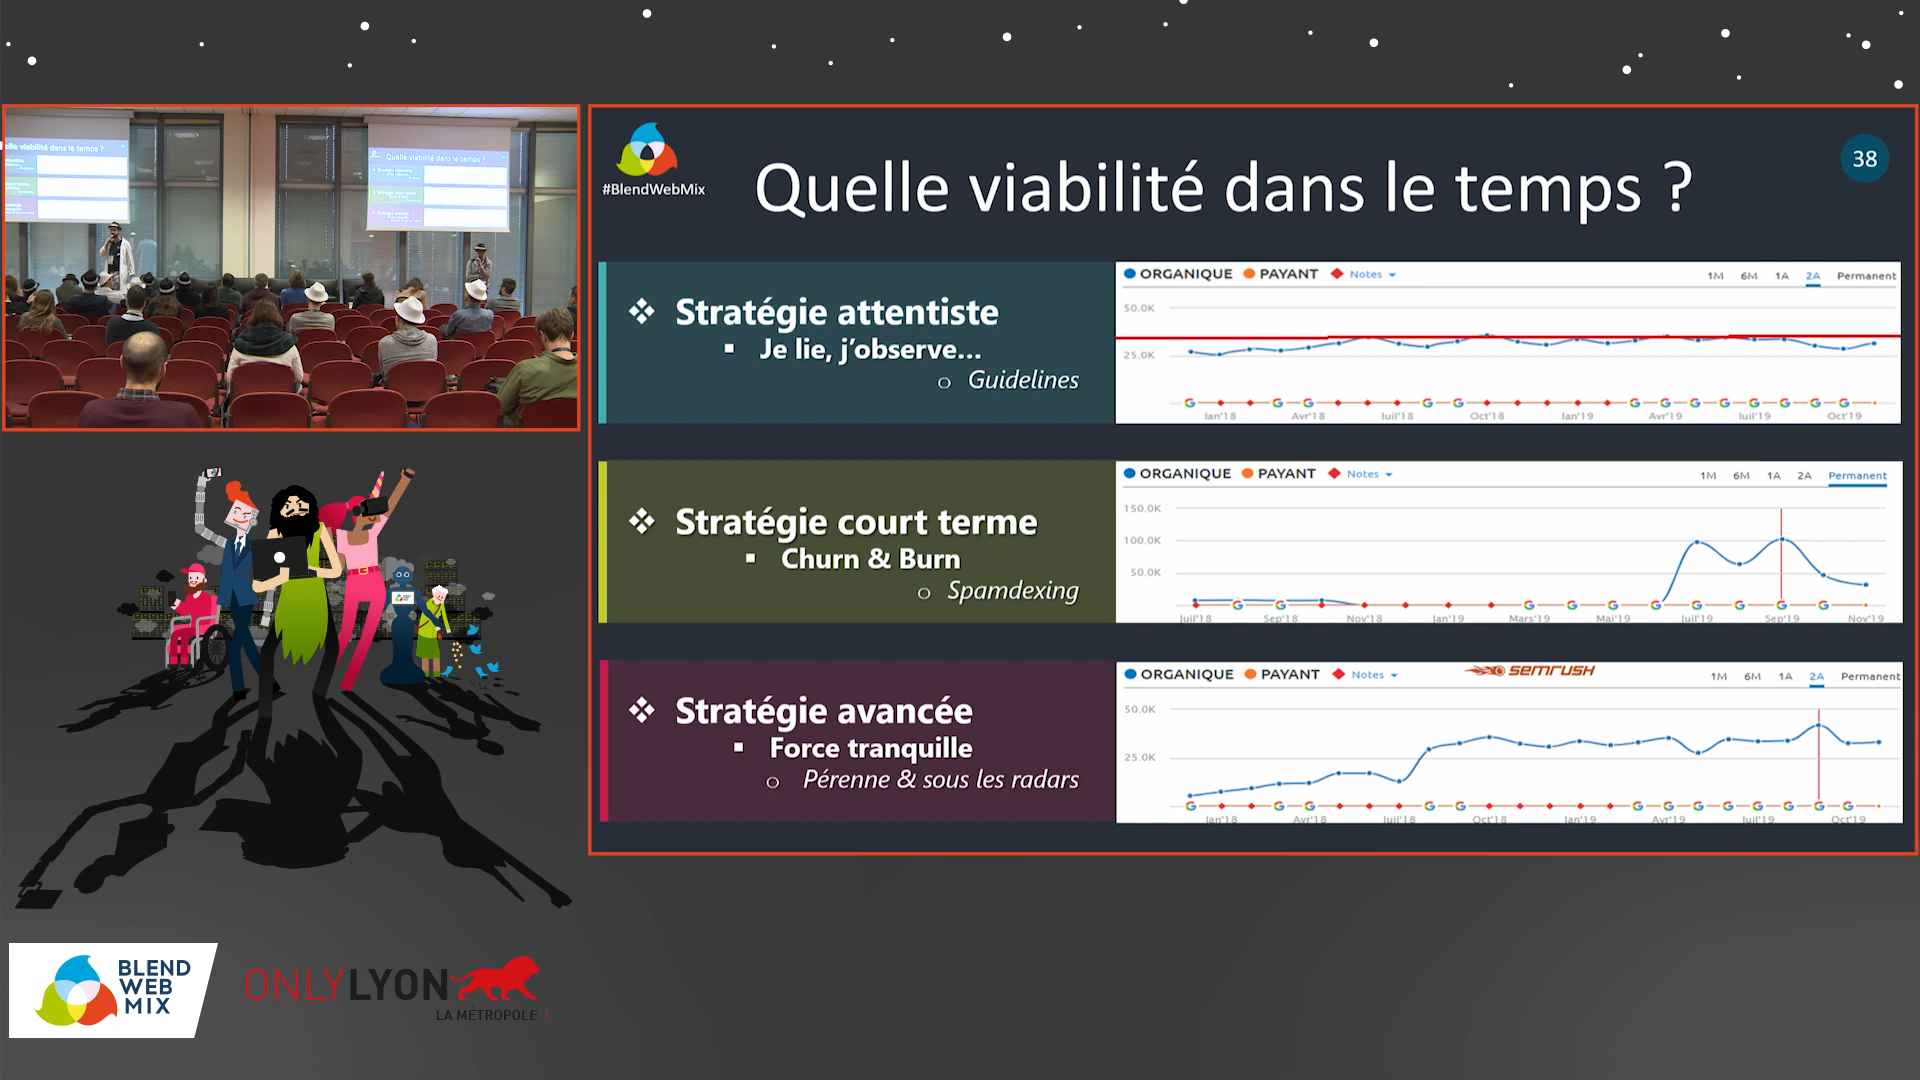 Quelle viabilité dans le temps ?
#BlendWebMix
38
Stratégie attentiste
Je lie, j'observe...
Guidelines
ORGANIQUE PAYANT Notes 1M 6M 1A 2A Permanent
50.0K
25.0K
Jan'18 Avr'18 Juil'18 Oct'18 Jan'19 Avr'19 Juil'19 Oct'19
Stratégie court terme
Churn & Burn
Spamdexing
ORGANIQUE PAYANT Notes 1M 6M 1A 2A Permanent
150.0K
100.0K
50.0K
Juil'18 Sep'18 Nov'18 Jan'19 Mars'19 Mai'19 Juil'19 Sep'19 Nov'19
Stratégie avancée
Force tranquille
Pérenne & sous les radars
ORGANIQUE PAYANT Notes SEMRUSH 1M 6M 1A 2A Permanent
50.0K
25.0K
Jan'18 Avr'18 Juil'18 Oct'18 Jan'19 Avr'19 Juil'19 Oct'19
Quelle viabilité dans le temps ?
BLEND
WEB
MIX
ONLYLYON
LA MÉTROPOLE